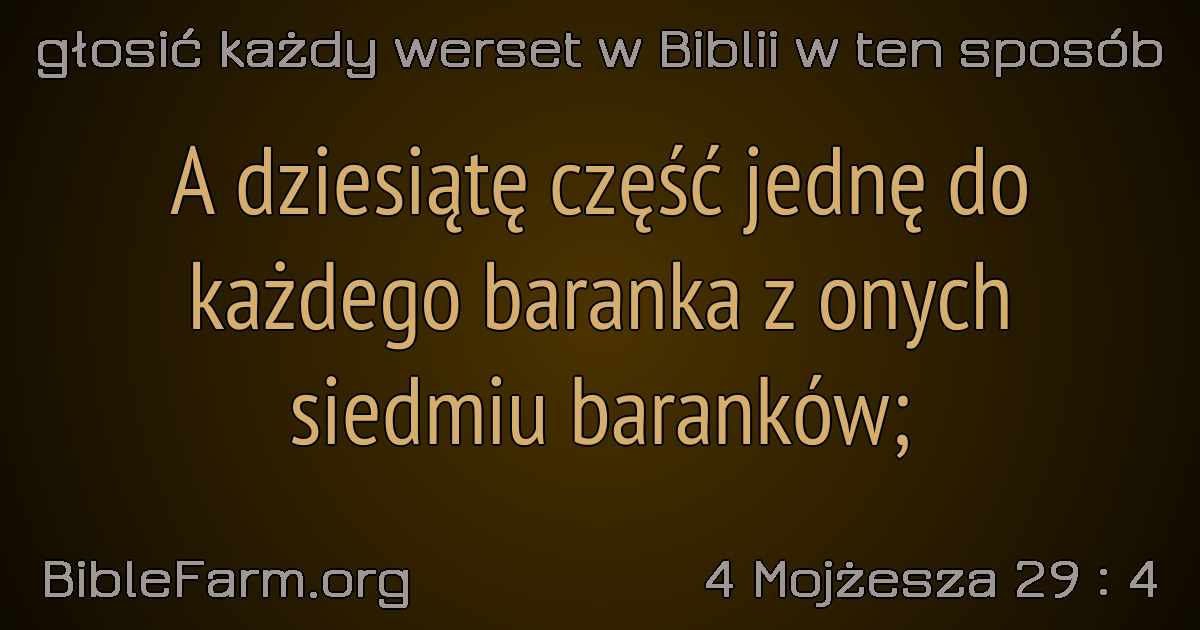 głosić każdy werset w Biblii w ten sposób
A dziesiątę część jednę do
każdego baranka z onych
siedmiu baranków;
BibleFarm.org
4 Mojżesza 29 : 4